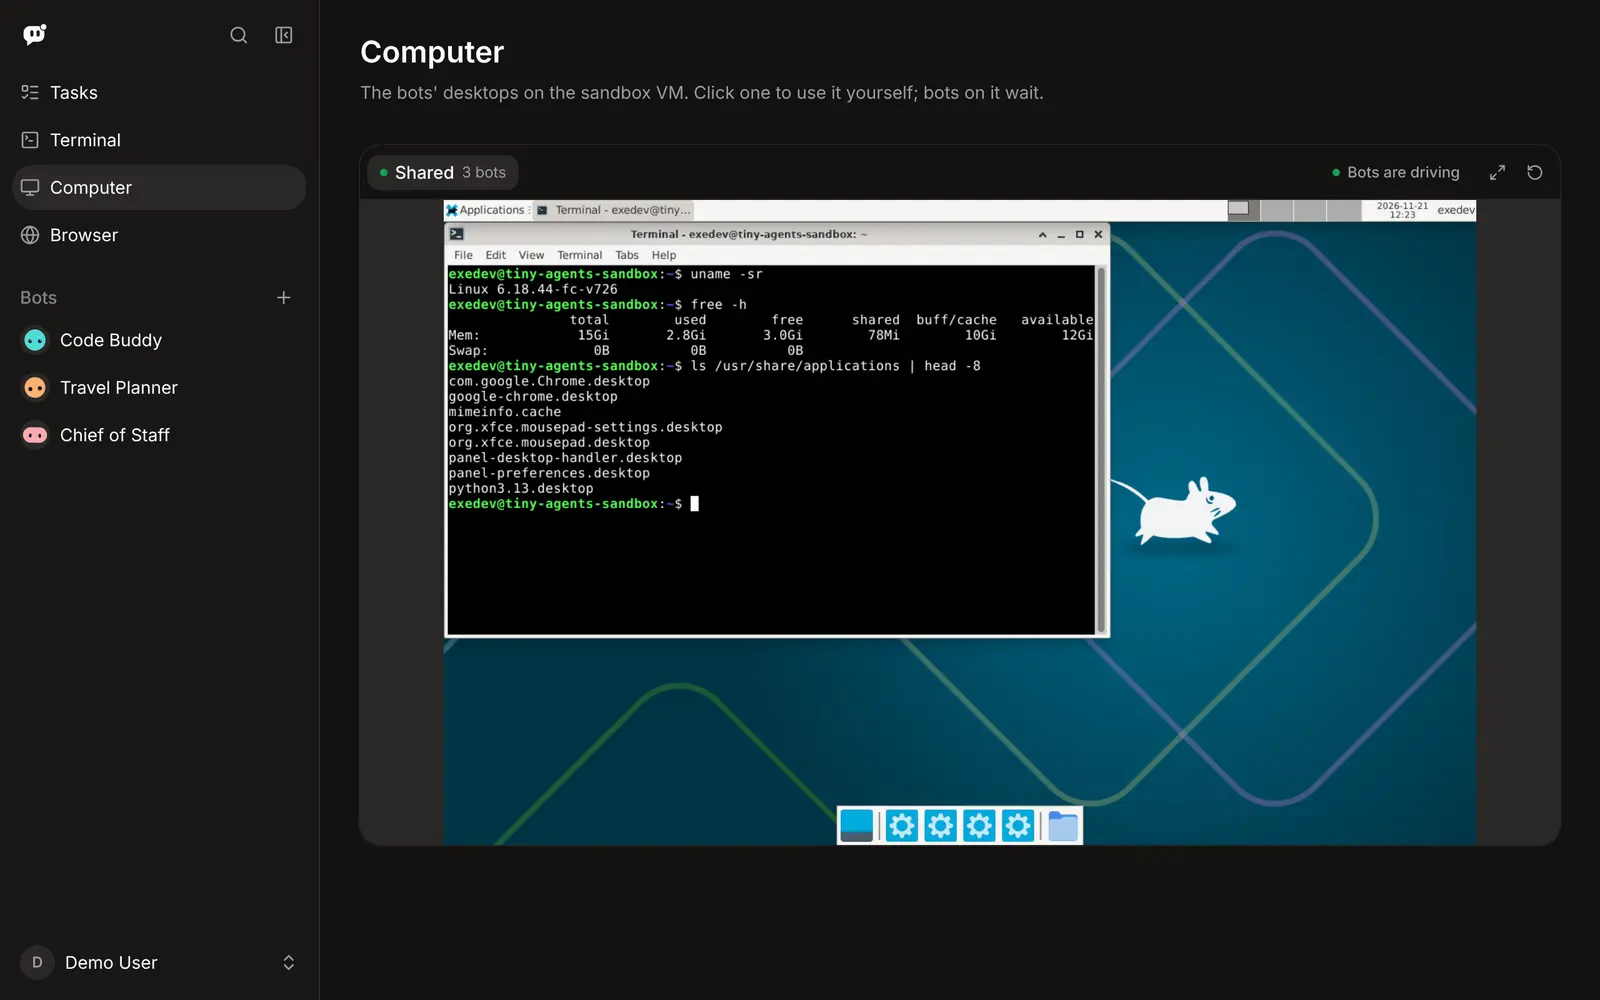 Computer
The bots' desktops on the sandbox VM. Click one to use it yourself; bots on it wait.
Tasks
Terminal
Computer
Browser
Bots
Code Buddy
Travel Planner
Chief of Staff
D Demo User
Shared 3 bots
Bots are driving
Applications
Terminal - exedev@tiny...
2026-11-21
12:23
exedev
Terminal - exedev@tiny-agents-sandbox: ~
File Edit View Terminal Tabs Help
exedev@tiny-agents-sandbox:~$ uname -sr
Linux 6.18.44-fc-v726
exedev@tiny-agents-sandbox:~$ free -h
total used free shared buff/cache available
Mem: 15Gi 2.8Gi 3.0Gi 78Mi 10Gi 12Gi
Swap: 0B 0B 0B
exedev@tiny-agents-sandbox:~$ ls /usr/share/applications | head -8
com.google.Chrome.desktop
google-chrome.desktop
mimeinfo.cache
org.xfce.mousepad-settings.desktop
org.xfce.mousepad.desktop
panel-desktop-handler.desktop
panel-preferences.desktop
python3.13.desktop
exedev@tiny-agents-sandbox:~$